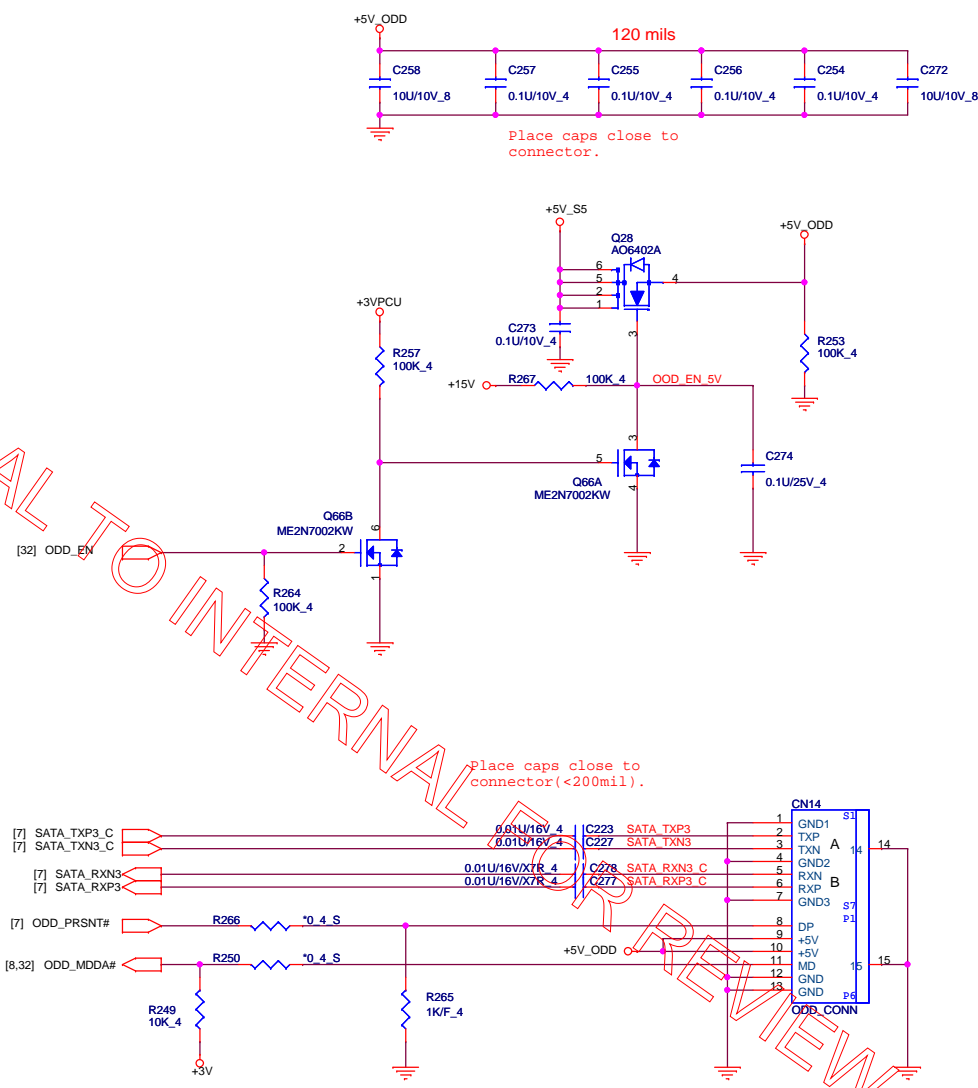 +5V_ODD
120 mils
C258
10U/10V_8
C257
0.1U/10V_4
C255
0.1U/10V_4
C256
0.1U/10V_4
C254
0.1U/10V_4
C272
10U/10V_8
Place caps close to
connector.
+5V_S5
+5V_ODD
Q28
AO6402A
6
5
2
1
4
3
C273
0.1U/10V_4
+3VPCU
R257
100K_4
R253
100K_4
+15V
R267
100K_4
OOD_EN_5V
3
5
4
Q66A
ME2N7002KW
C274
0.1U/25V_4
Q66B
ME2N7002KW
6
2
1
[32] ODD_EN
R264
100K_4
AL TO INTERNAL FOR REVIEW
Place caps close to
connector(<200mil).
CN14
[7] SATA_TXP3_C
0.01U/16V_4
C223
SATA_TXP3
[7] SATA_TXN3_C
0.01U/16V_4
C227
SATA_TXN3
[7] SATA_RXN3
0.01U/16V/X7R_4
C278
SATA_RXN3_C
[7] SATA_RXP3
0.01U/16V/X7R_4
C277
SATA_RXP3_C
[7] ODD_PRSNT#
R266
*0_4_S
+5V_ODD
[8,32] ODD_MDDA#
R250
*0_4_S
R249
10K_4
+3V
R265
1K/F_4
S1
1 GND1
2 TXP
3 TXN
A
14
14
4 GND2
5 RXN
B
6 RXP
7 GND3
S7
P1
8 DP
9 +5V
10 +5V
11 MD
15
15
12 GND
13 GND
P6
ODD_CONN